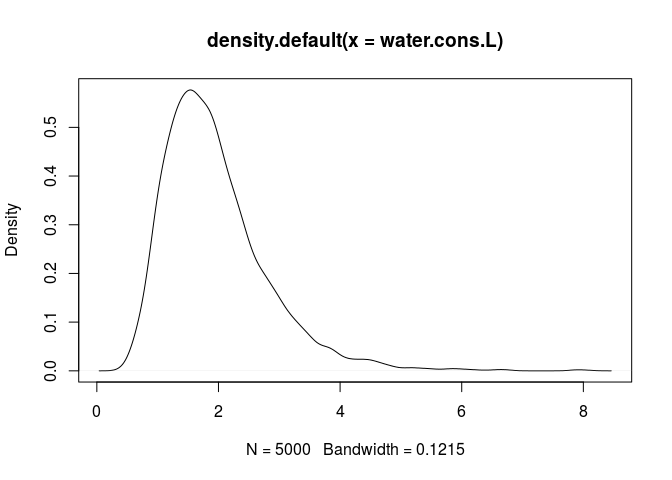 density.default(x = water.cons.L)
Density
0.5
0.4
0.3
0.2
0.1
0.0
0 2 4 6 8
N = 5000 Bandwidth = 0.1215